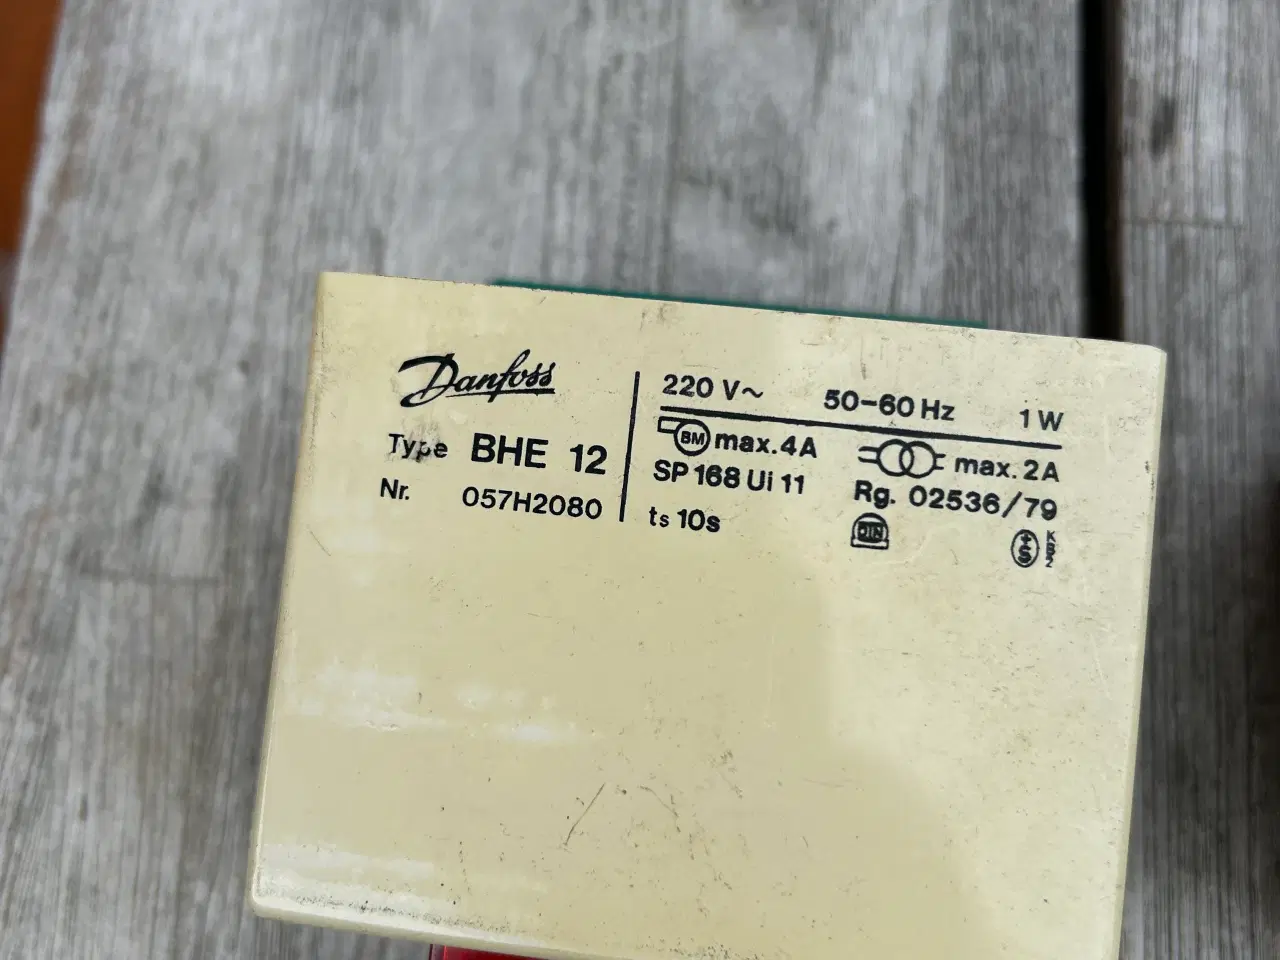 Danfoss
Type BHE 12
Nr. 057H2080
220 V~ 50-60 Hz 1 W
BM max. 4A max. 2A
SP 168 Ui 11 Rg. 02536/79
ts 10s DIN +S KB2